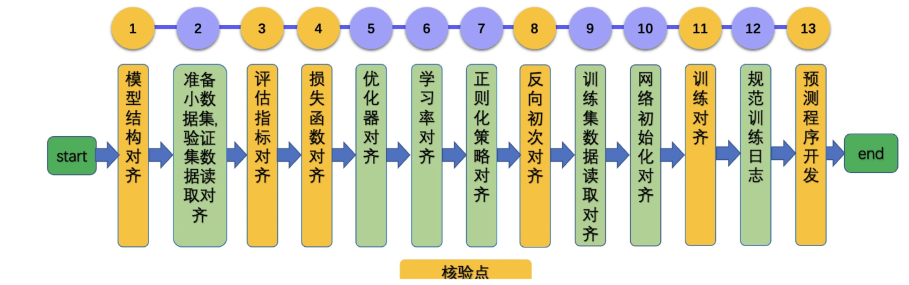 1 2 3 4 5 6 7 8 9 10 11 12 13
start
模型结构对齐
准备小数据集,验证集数据读取对齐
评估指标对齐
损失函数对齐
优化器对齐
学习率对齐
正则化策略对齐
反向初次对齐
训练集数据读取对齐
网络初始化对齐
训练对齐
规范训练日志
预测程序开发
end
核验点